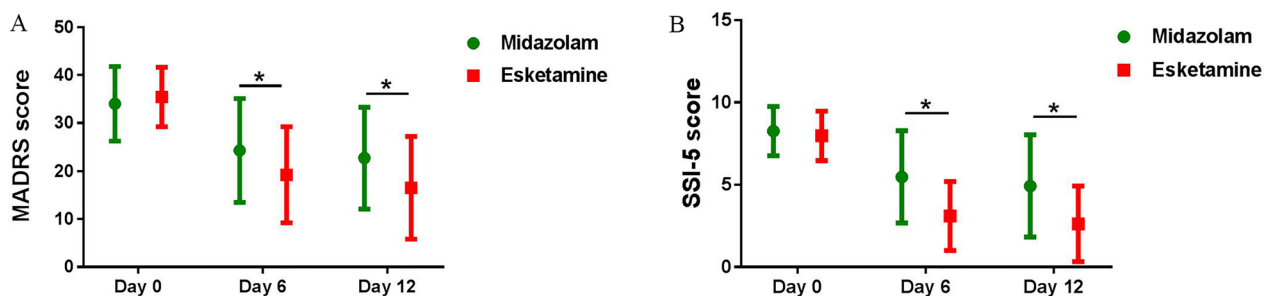 A
MADRS score
50
40
30
20
10
0
*
*
Day 0
Day 6
Day 12
Midazolam
Esketamine
B
SSI-5 score
15
10
5
0
*
*
Day 0
Day 6
Day 12
Midazolam
Esketamine